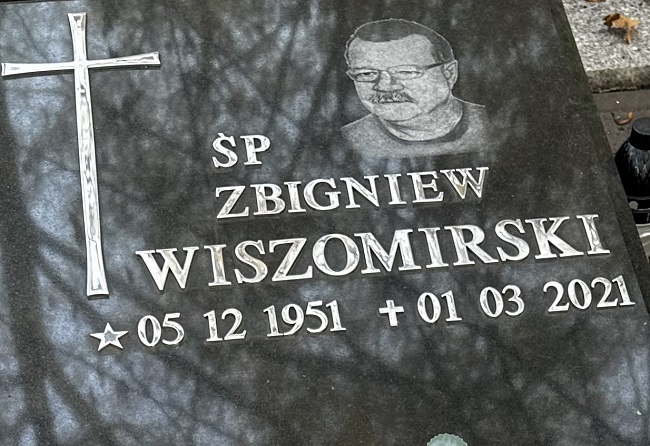 ŚP
ZBIGNIEW
WISZOMIRSKI
05 12 1951 01 03 2021